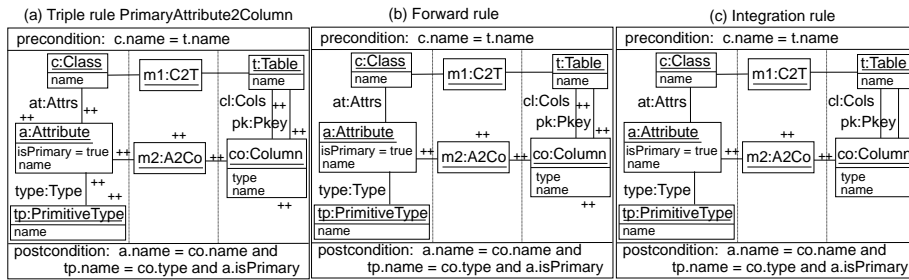 (a) Triple rule PrimaryAttribute2Column
precondition: c.name = t.name
c:Class
name
m1:C2T
t:Table
name
at:Attrs
++
++
cl:Cols
++
pk:Pkey
++
a:Attribute
isPrimary = true
name
++
++
m2:A2Co
++
co:Column
type
name
++
type:Type
++
++
tp:PrimitiveType
name
postcondition: a.name = co.name and
tp.name = co.type and a.isPrimary
(b) Forward rule
precondition: c.name = t.name
c:Class
name
m1:C2T
t:Table
name
at:Attrs
cl:Cols
++
pk:Pkey
++
a:Attribute
isPrimary = true
name
++
++
m2:A2Co
++
co:Column
type
name
++
type:Type
tp:PrimitiveType
name
postcondition: a.name = co.name and
tp.name = co.type and a.isPrimary
(c) Integration rule
precondition: c.name = t.name
c:Class
name
m1:C2T
t:Table
name
at:Attrs
cl:Cols
pk:Pkey
a:Attribute
isPrimary = true
name
++
++
m2:A2Co
++
co:Column
type
name
type:Type
tp:PrimitiveType
name
postcondition: a.name = co.name and
tp.name = co.type and a.isPrimary